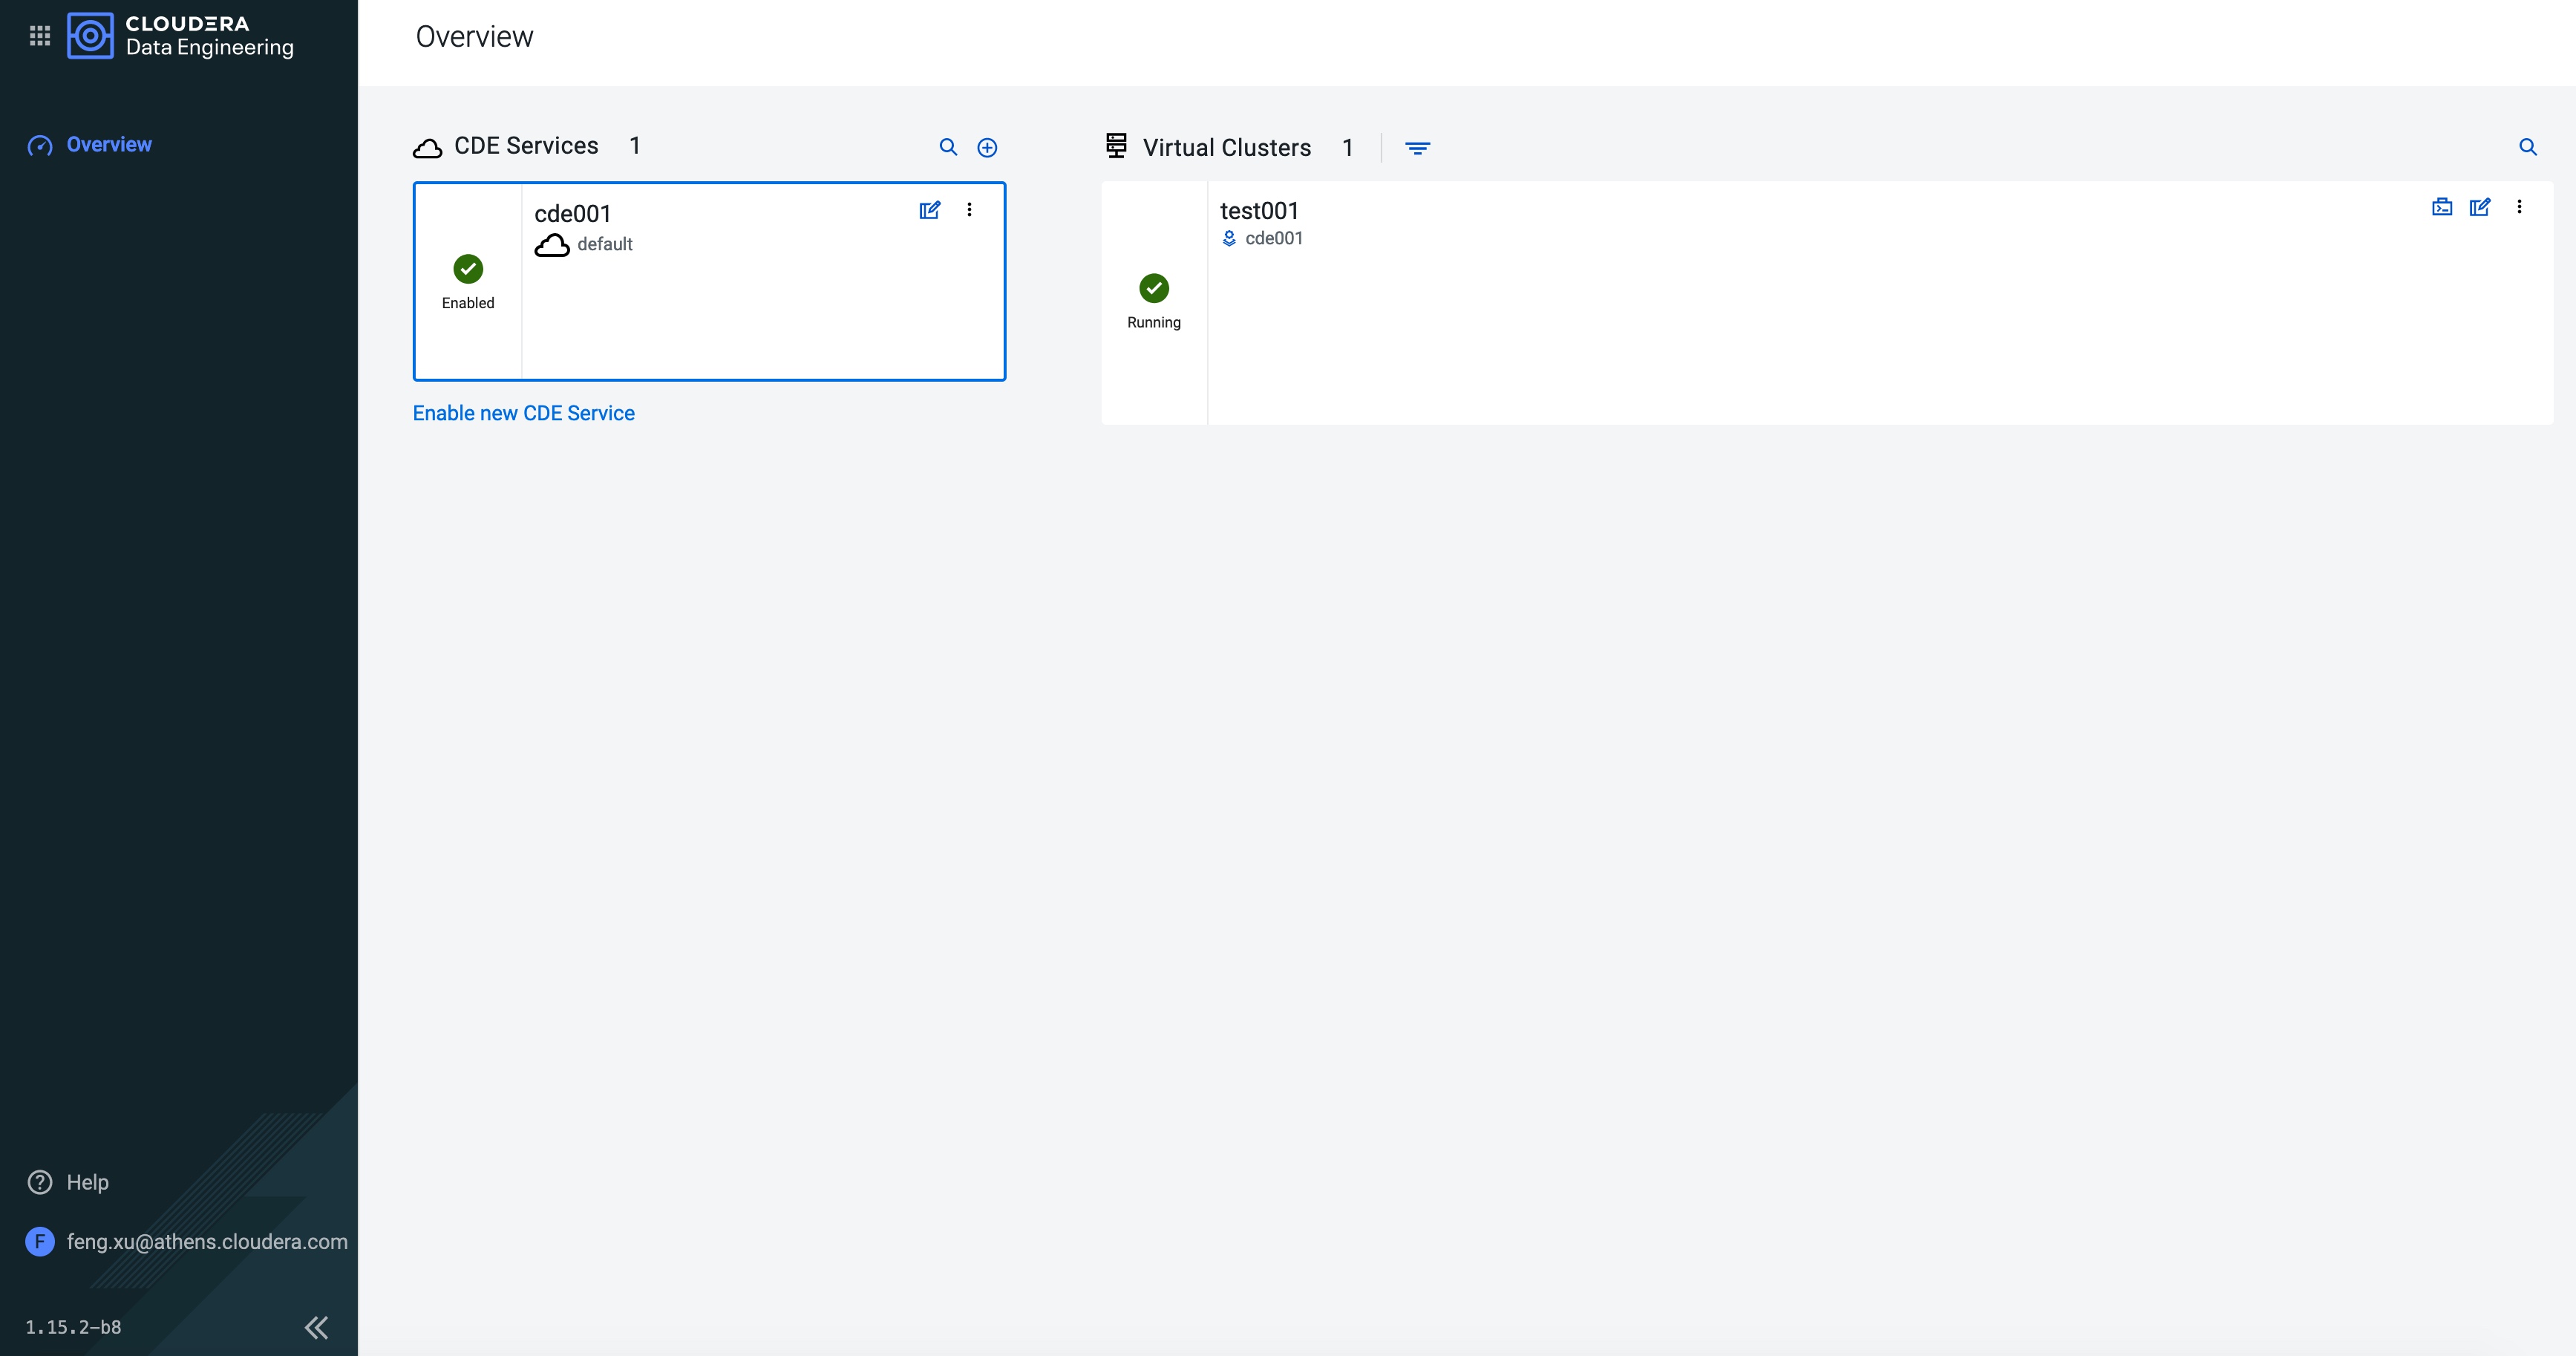 CLOUDERA
Data Engineering
Overview
Help
F feng.xu@athens.cloudera.com
1.15.2-b8
Overview
CDE Services 1
cde001
default
Enabled
Enable new CDE Service
Virtual Clusters 1
test001
cde001
Running